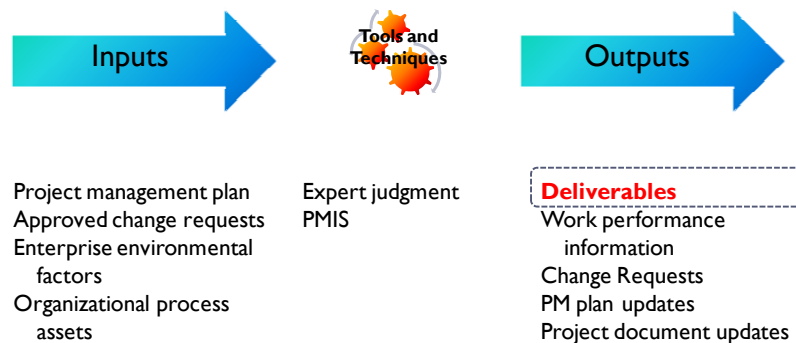 Inputs
Tools and
Techniques
Outputs
Project management plan
Approved change requests
Enterprise environmental
factors
Organizational process
assets
Expert judgment
PMIS
Deliverables
Work performance
information
Change Requests
PM plan updates
Project document updates